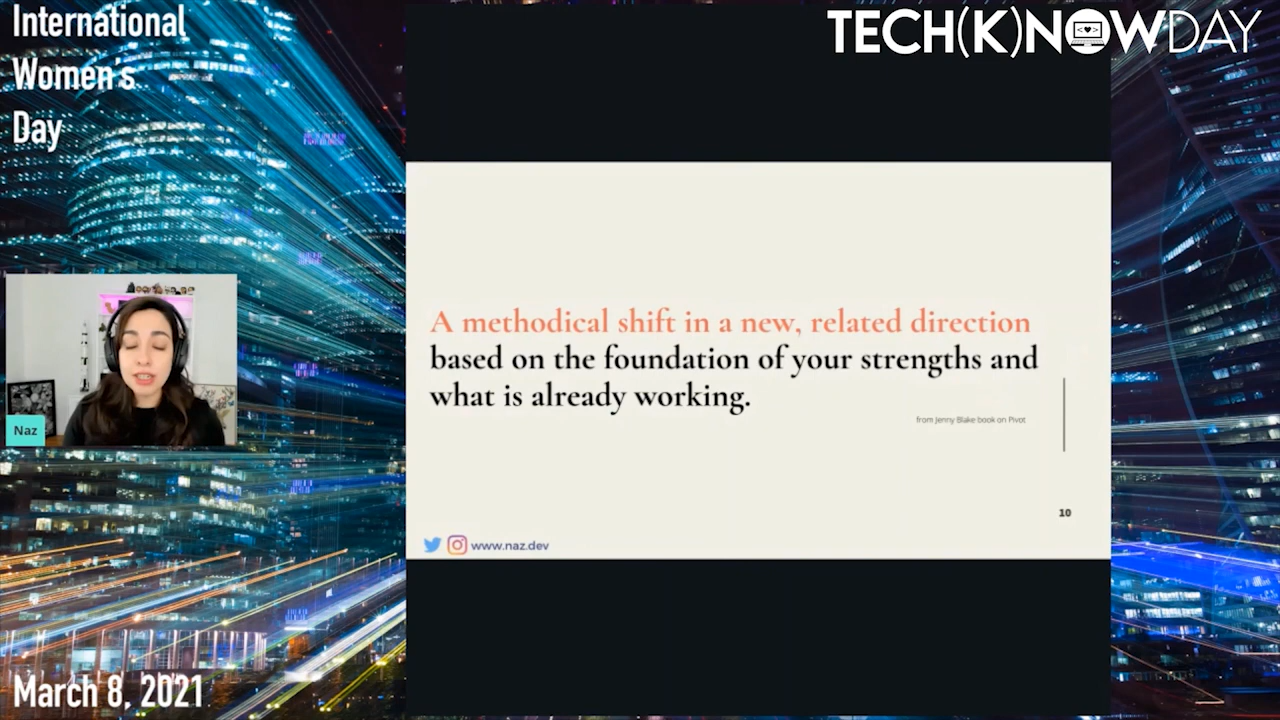 International
Women's
Day
TECH(K)NOWDAY
A methodical shift in a new, related direction
based on the foundation of your strengths and
what is already working.
from Jenny Blake book on Pivot
10
www.naz.dev
Naz
March 8, 2021